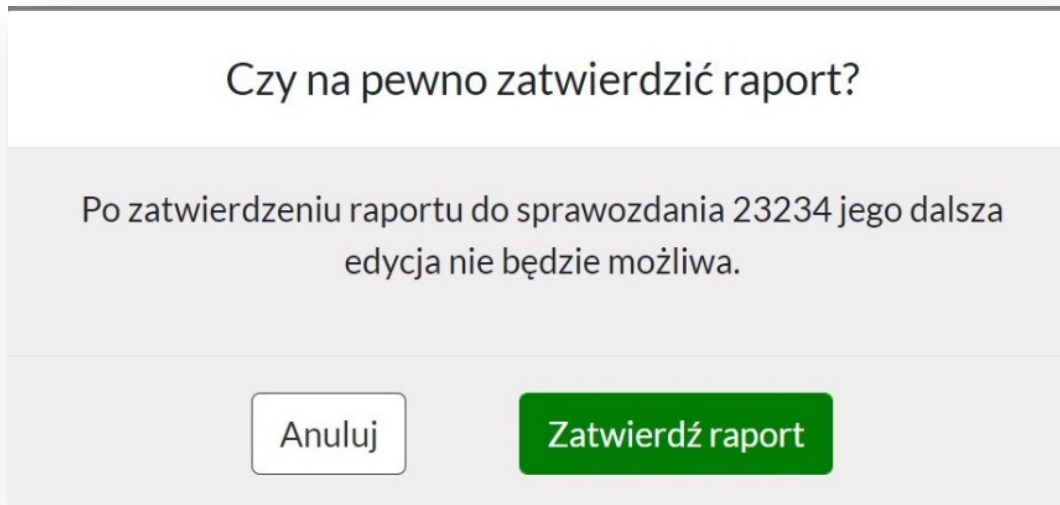 Czy na pewno zatwierdzić raport?
Po zatwierdzeniu raportu do sprawozdania 23234 jego dalsza
edycja nie będzie możliwa.
Anuluj
Zatwierdź raport